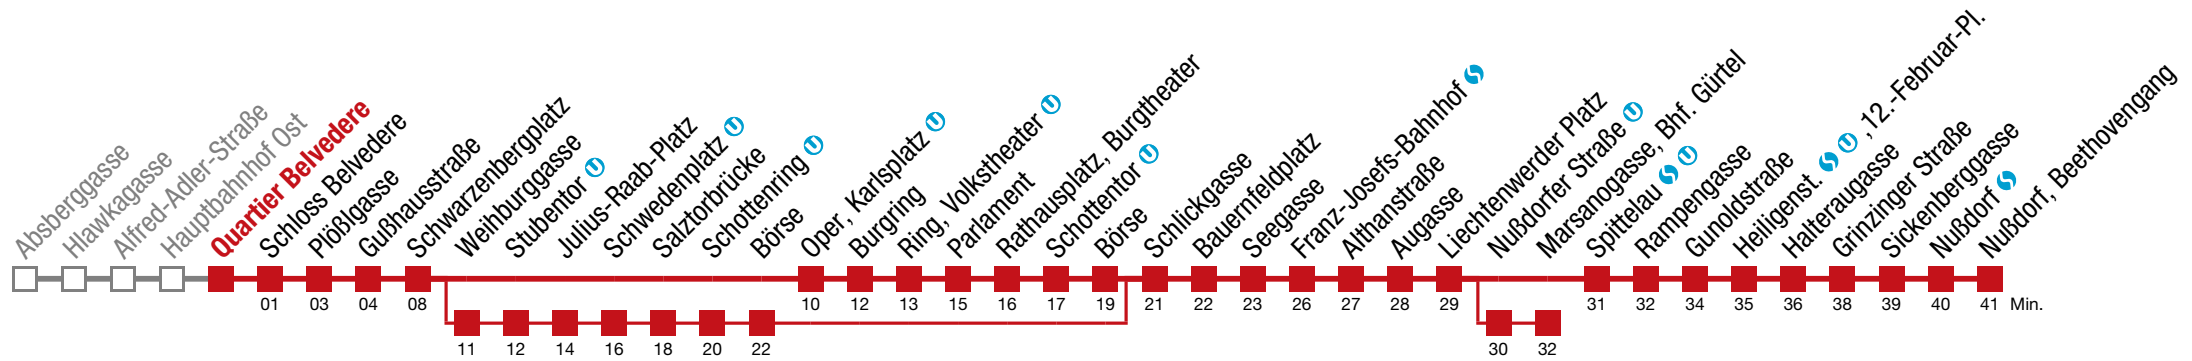 Absberggasse
Hlawkagasse
Alfred-Adler-Straße
Hauptbahnhof Ost
Quartier Belvedere
Schloss Belvedere
Plößlgasse
Gußhausstraße
Schwarzenbergplatz
Weihburggasse
Stubentor U
Julius-Raab-Platz
Schwedenplatz U
Salztorbrücke
Schottenring U
Börse
Oper, Karlsplatz U
Burgring
Ring, Volkstheater U
Parlament
Rathausplatz, Burgtheater
Schottentor U
Börse
Schlickgasse
Bauernfeldplatz
Seegasse
Franz-Josefs-Bahnhof S
Althanstraße
Augasse
Liechtenwerder Platz
Nußdorfer Straße U
Marsanogasse, Bhf. Gürtel
Spittelau S U
Rampengasse
Gunoldstraße
Heiligenst. S U ,12.-Februar-Pl.
Halteraugasse
Grinzinger Straße
Sickenberggasse
Nußdorf S
Nußdorf, Beethovengang
01 03 04 08 10 12 13 15 16 17 19 21 22 23 26 27 28 29 31 32 34 35 36 38 39 40 41 Min.
11 12 14 16 18 20 22 30 32